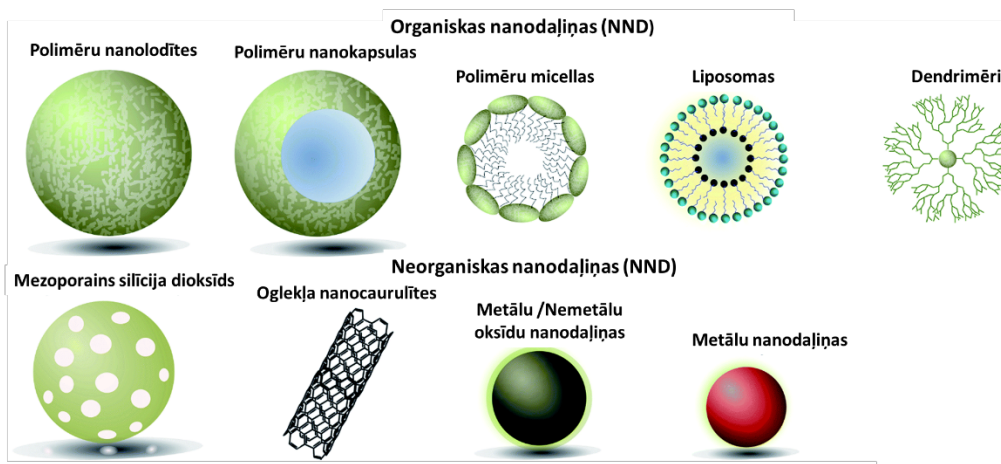 Organiskas nanodaļiņas (NND)
Polimēru nanolodītes
Polimēru nanokapsulas
Polimēru micellas
Liposomas
Dendrimēri
Neorganiskas nanodaļiņas (NND)
Mezoporains silīcija dioksīds
Oglekļa nanocaurulītes
Metālu /Nemetālu
oksīdu nanodaļiņas
Metālu nanodaļiņas